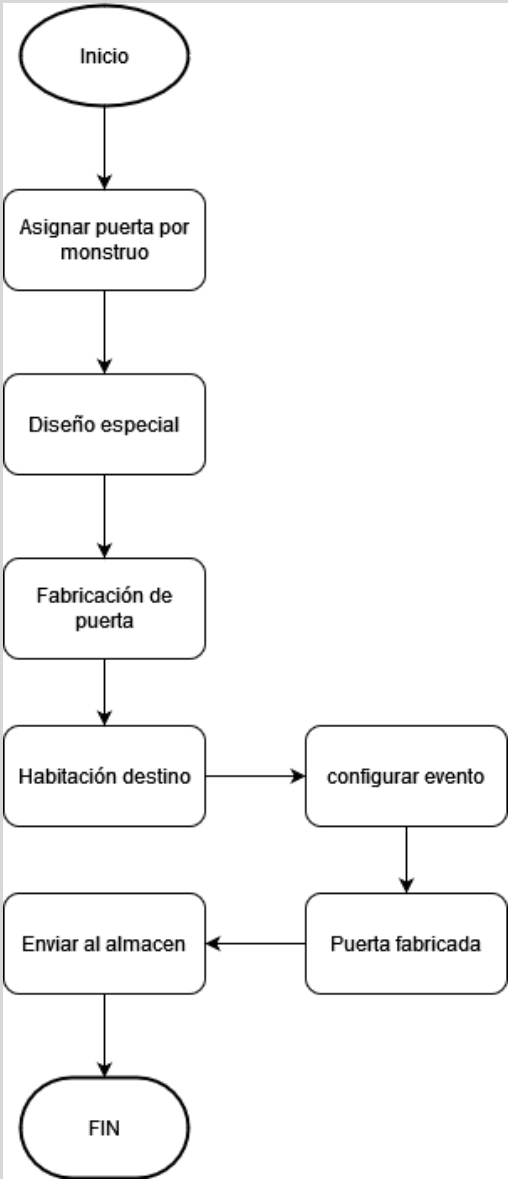 Inicio
Asignar puerta por
monstruo
Diseño especial
Fabricación de
puerta
Habitación destino
configurar evento
Puerta fabricada
Enviar al almacen
FIN